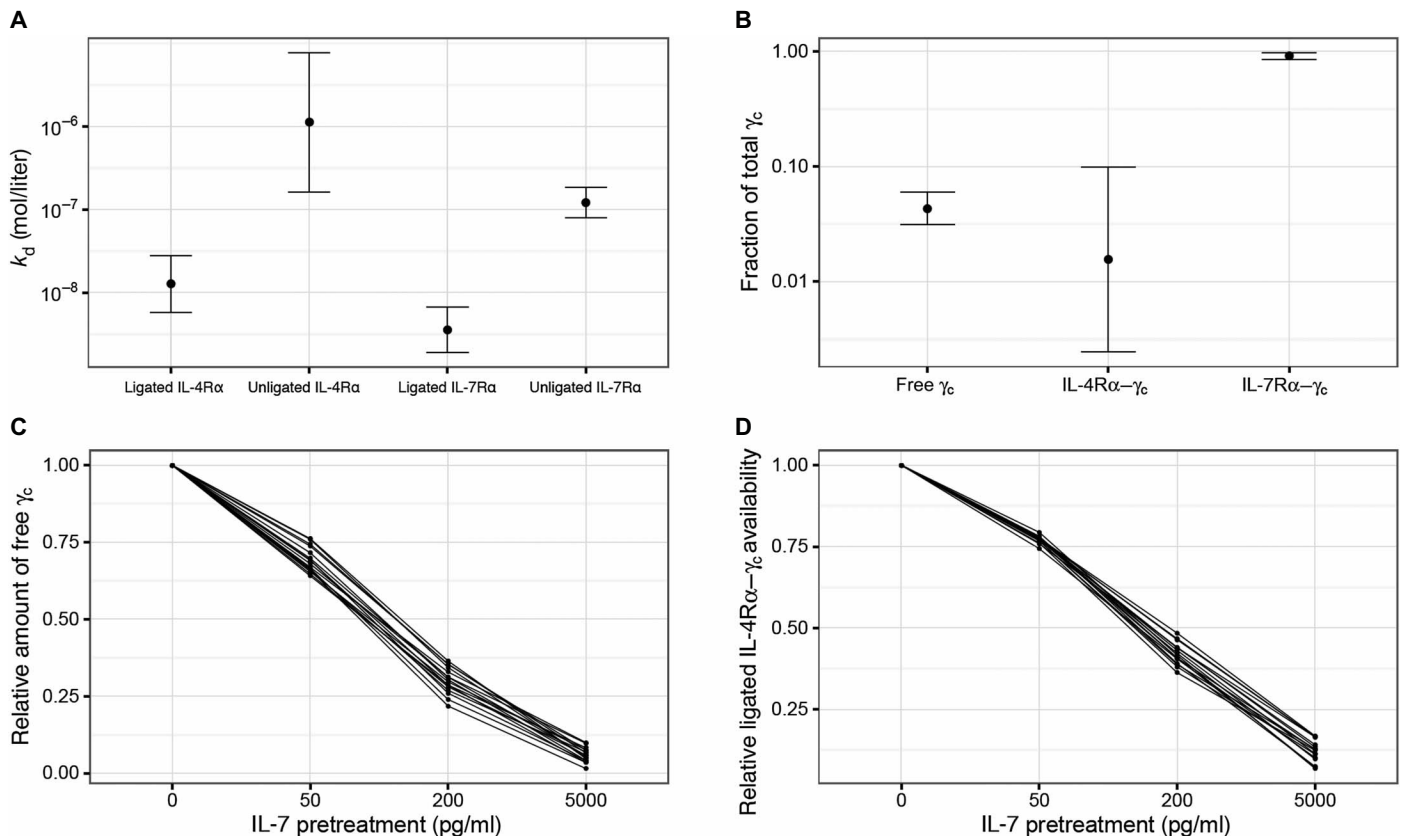 A
k_d (mol/liter)
10⁻⁶
10⁻⁷
10⁻⁸
Ligated IL-4Rα
Unligated IL-4Rα
Ligated IL-7Rα
Unligated IL-7Rα
B
Fraction of total γc
1.00
0.10
0.01
Free γc
IL-4Rα–γc
IL-7Rα–γc
C
Relative amount of free γc
1.00
0.75
0.50
0.25
0.00
0
50
200
5000
IL-7 pretreatment (pg/ml)
D
Relative ligated IL-4Rα–γc availability
1.00
0.75
0.50
0.25
0
50
200
5000
IL-7 pretreatment (pg/ml)